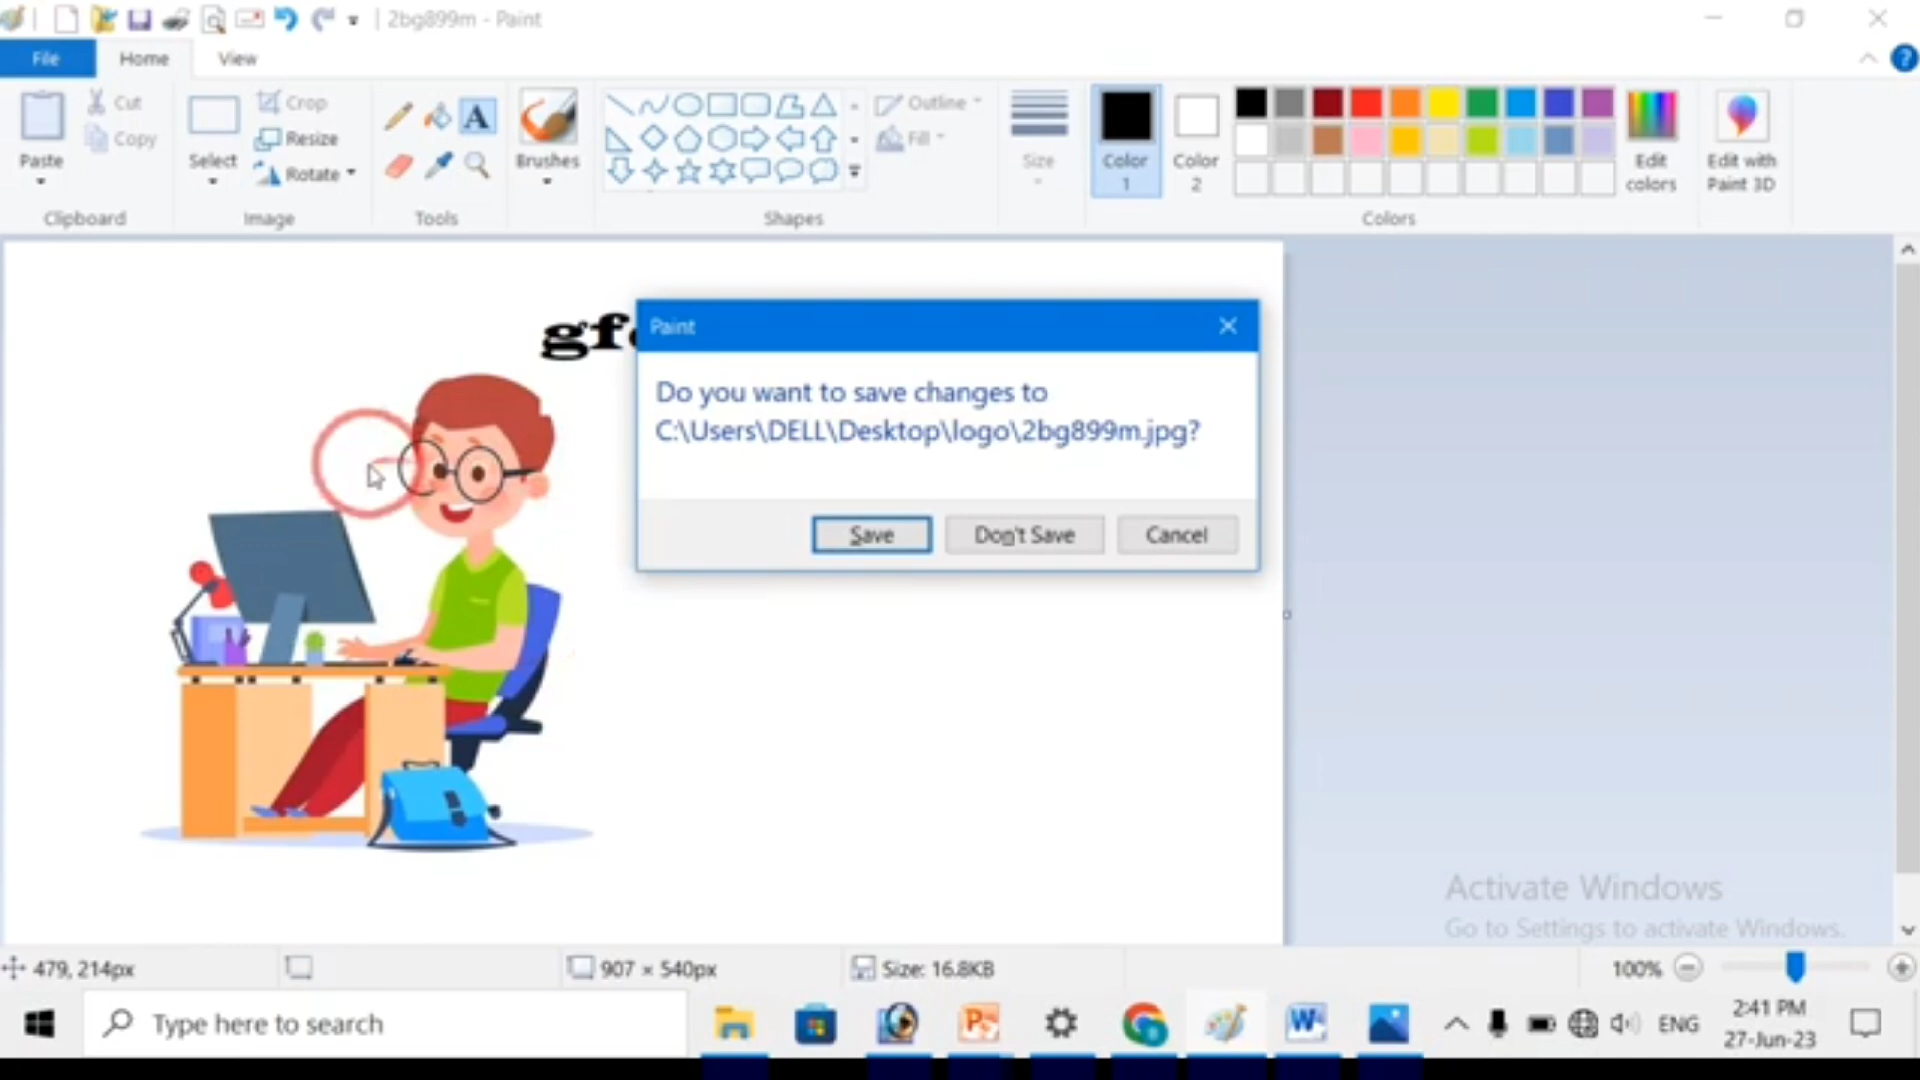 2bg899m - Paint
File
Home
View
Paste
Cut
Copy
Clipboard
Select
Crop
Resize
Rotate
Image
A
Tools
Brushes
Shapes
Outline
Fill
Size
Color
1
Color
2
Edit
colors
Colors
Edit with
Paint 3D
Paint
Do you want to save changes to
C:\Users\DELL\Desktop\logo\2bg899m.jpg?
Save
Don't Save
Cancel
Activate Windows
Go to Settings to activate Windows.
479, 214px
907 × 540px
Size: 16.8KB
100%
Type here to search
ENG
2:41 PM
27-Jun-23